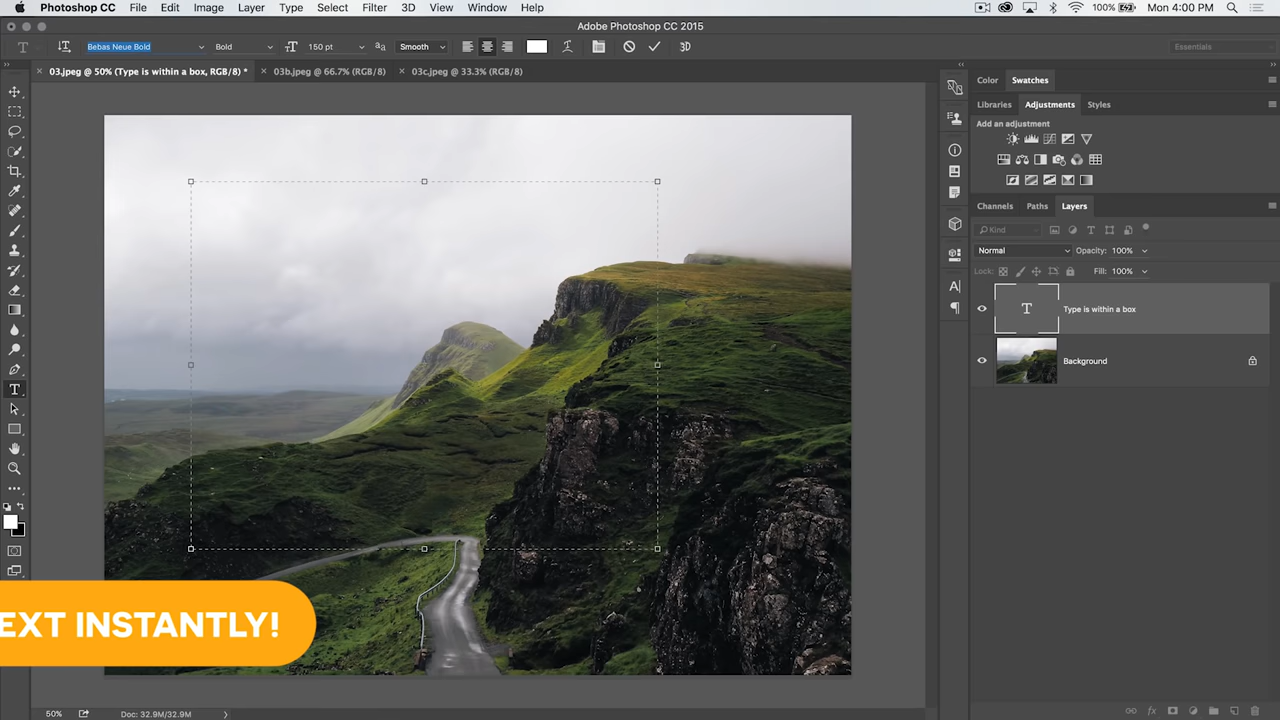 Photoshop CC File Edit Image Layer Type Select Filter 3D View Window Help 100% Mon 4:00 PM
Adobe Photoshop CC 2015
T Bebas Neue Bold Bold 150 pt aa Smooth 3D Essentials
× 03.jpeg @ 50% (Type is within a box, RGB/8) * × 03b.jpeg @ 66.7% (RGB/8) × 03c.jpeg @ 33.3% (RGB/8)
Color Swatches
Libraries Adjustments Styles
Add an adjustment
Channels Paths Layers
Kind
Normal Opacity: 100%
Lock: Fill: 100%
T Type is within a box
Background
EXT INSTANTLY!
50% Doc: 32.9M/32.9M